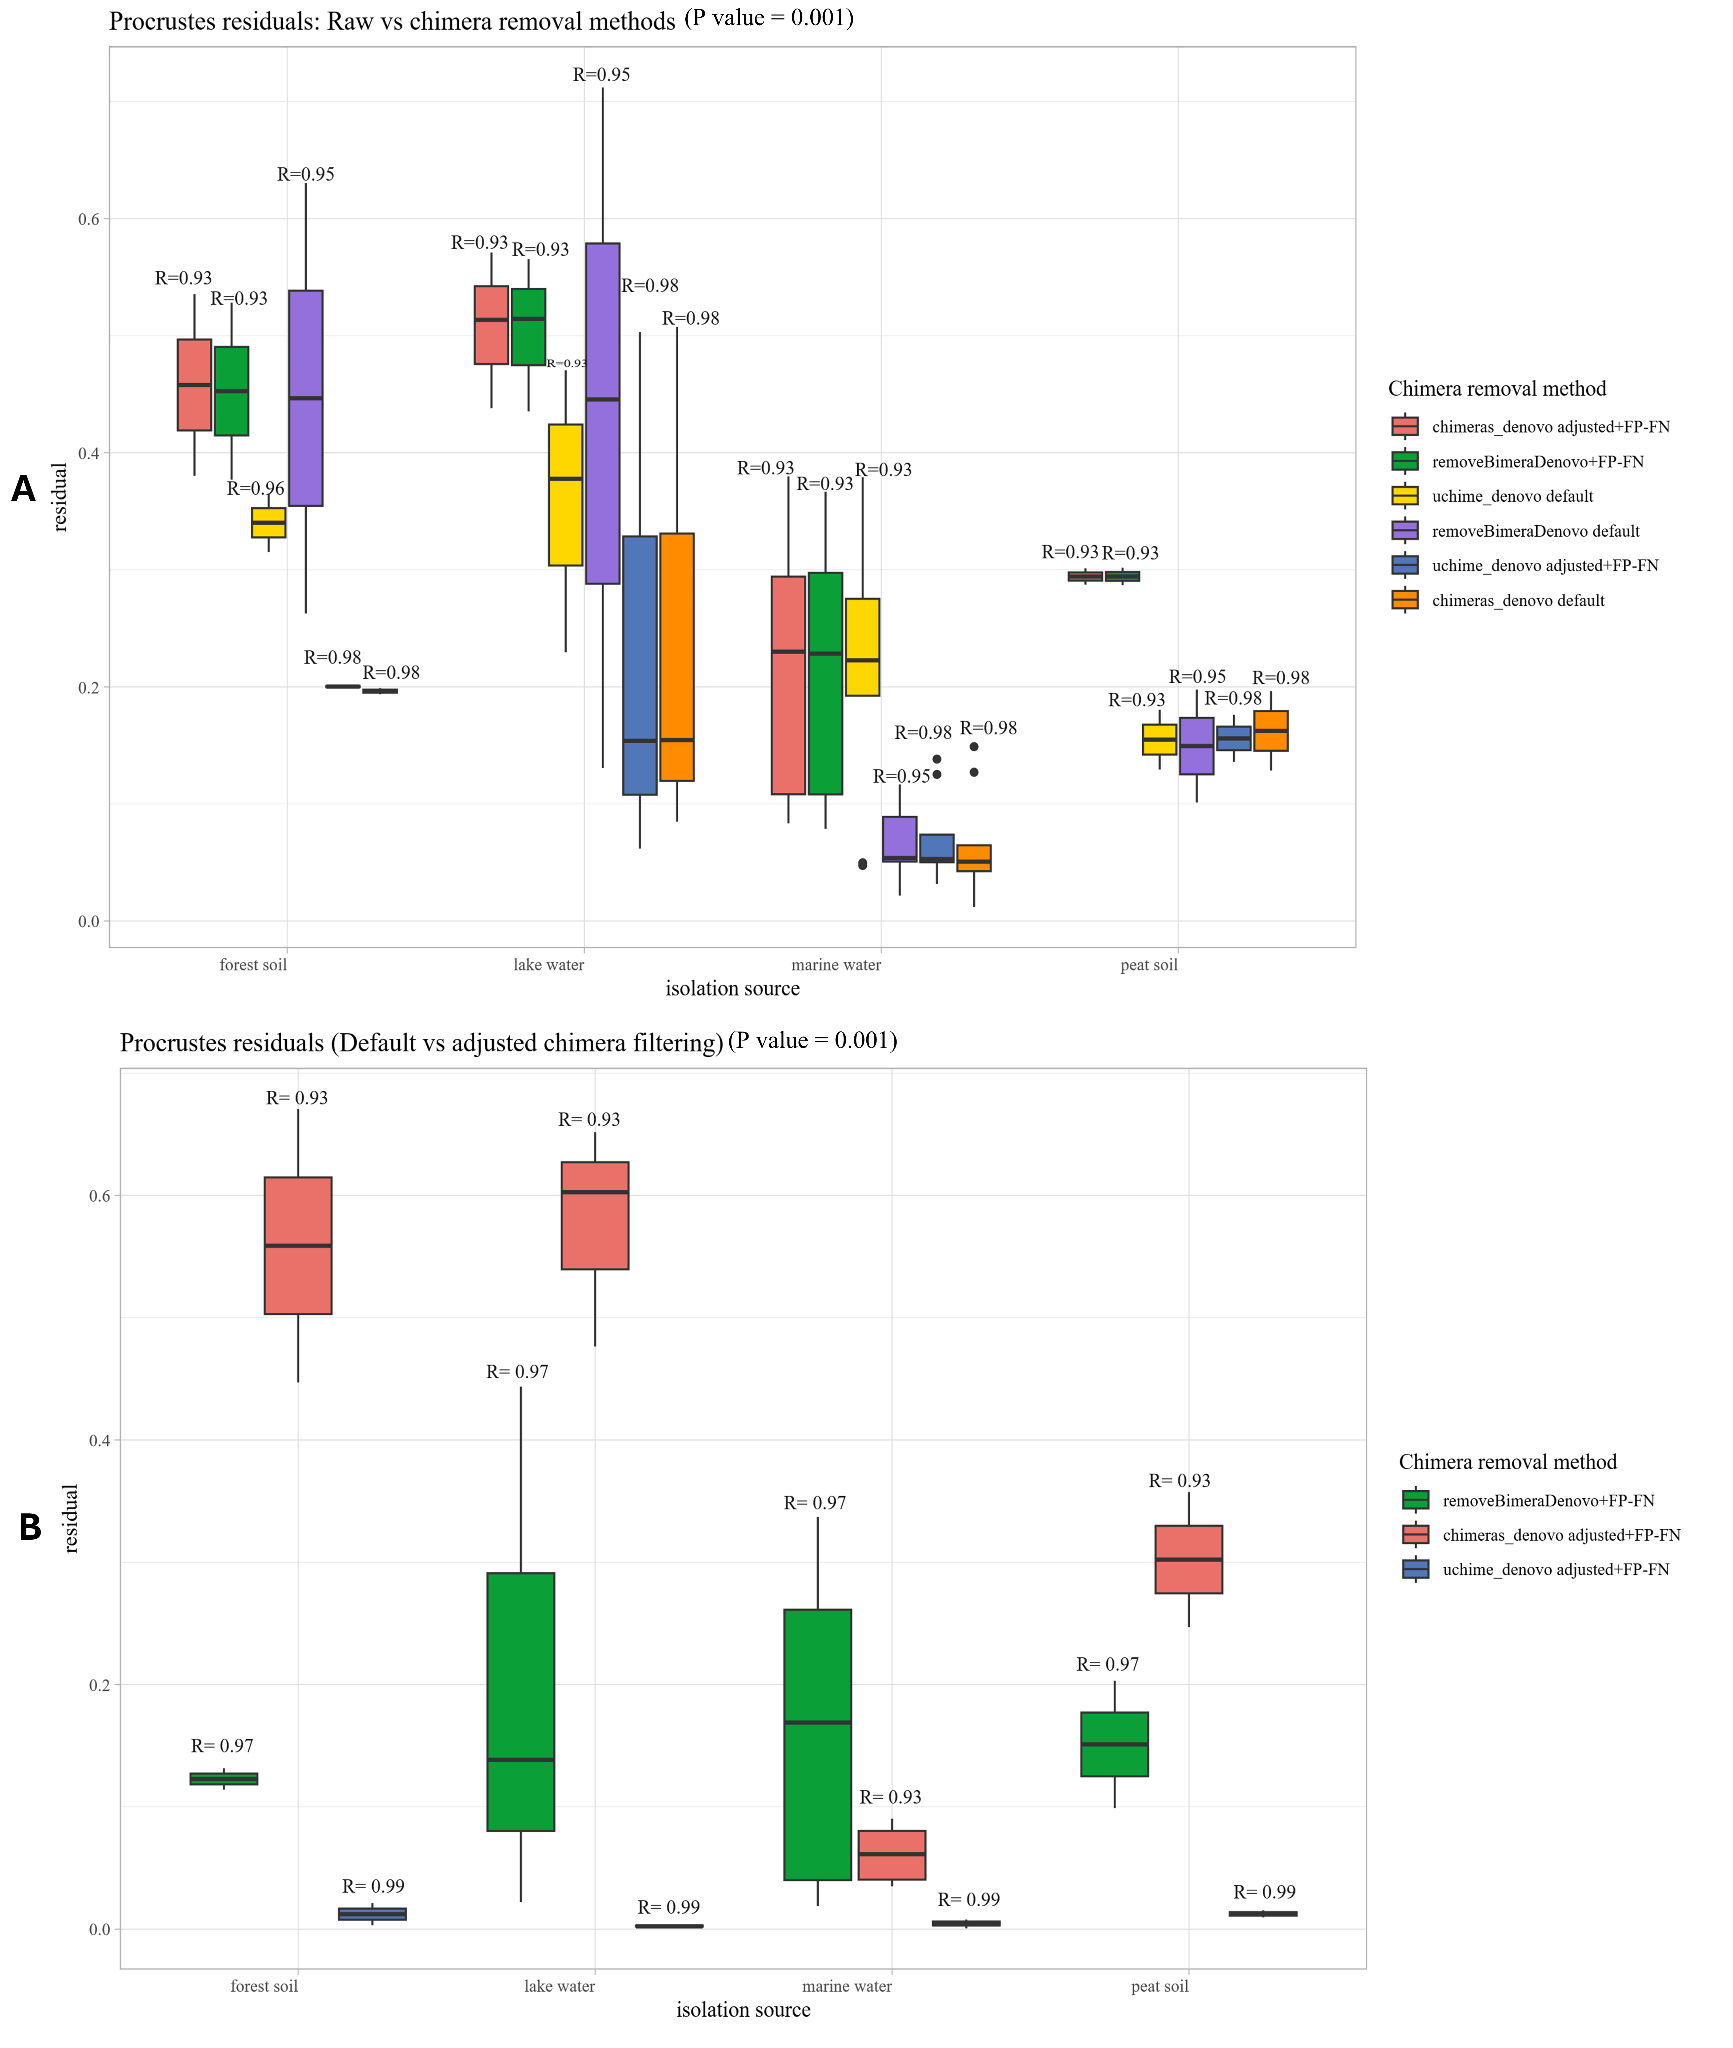 Procrustes residuals: Raw vs chimera removal methods (P value = 0.001)
R=0.95
R=0.95
R=0.93 R=0.93
R=0.93
R=0.93
R=0.98
R=0.98
R=0.93
R=0.96
R=0.93
R=0.93
R=0.93
R=0.93 R=0.93
R=0.98
R=0.98
R=0.93
R=0.95
R=0.98
R=0.98
R=0.98
R=0.98
R=0.95
0.6
0.4
0.2
0.0
A
residual
forest soil lake water marine water peat soil
isolation source
Chimera removal method
chimeras_denovo adjusted+FP-FN
removeBimeraDenovo+FP-FN
uchime_denovo default
removeBimeraDenovo default
uchime_denovo adjusted+FP-FN
chimeras_denovo default
Procrustes residuals (Default vs adjusted chimera filtering) (P value = 0.001)
R= 0.93
R= 0.93
R= 0.97
R= 0.93
R= 0.97
R= 0.97
R= 0.97
R= 0.93
R= 0.99
R= 0.99
R= 0.99
R= 0.99
0.6
0.4
0.2
0.0
B
residual
forest soil lake water marine water peat soil
isolation source
Chimera removal method
removeBimeraDenovo+FP-FN
chimeras_denovo adjusted+FP-FN
uchime_denovo adjusted+FP-FN